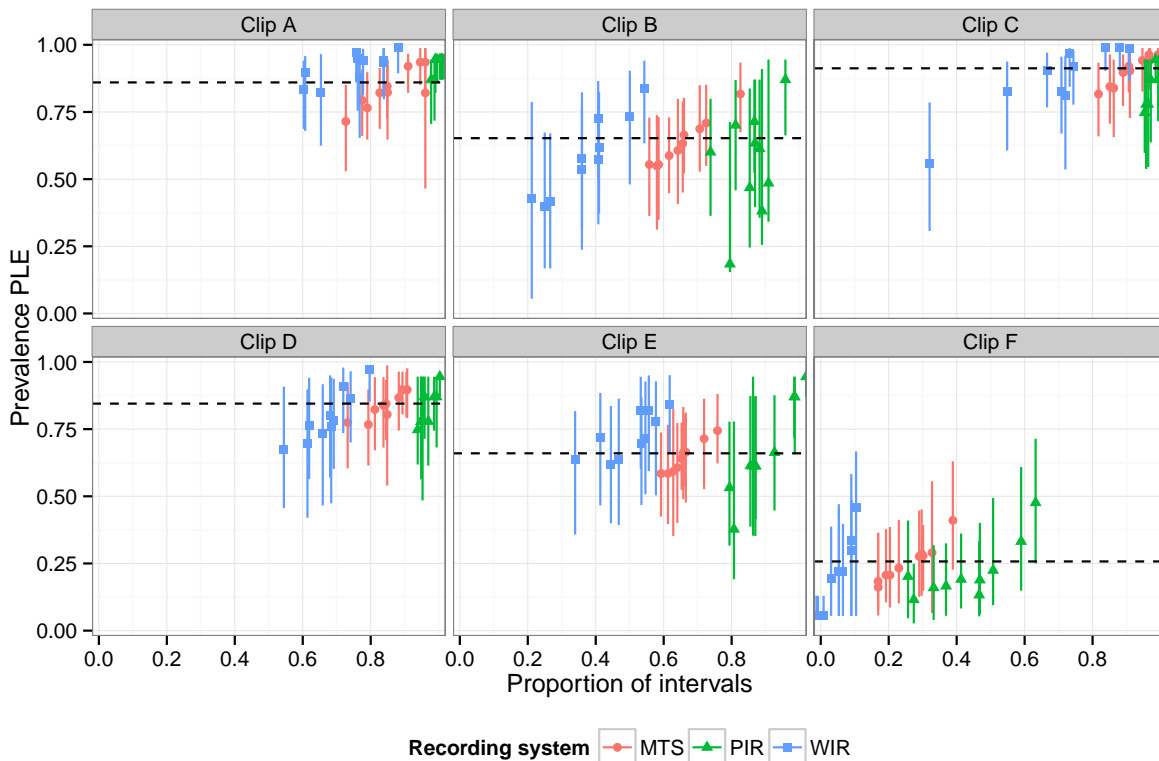 Clip A Clip B Clip C
1.00
0.75
0.50
0.25
0.00
Clip D Clip E Clip F
1.00
0.75
0.50
0.25
0.00
Prevalence PLE
0.0 0.2 0.4 0.6 0.8 0.0 0.2 0.4 0.6 0.8 0.0 0.2 0.4 0.6 0.8
Proportion of intervals
Recording system MTS PIR WIR